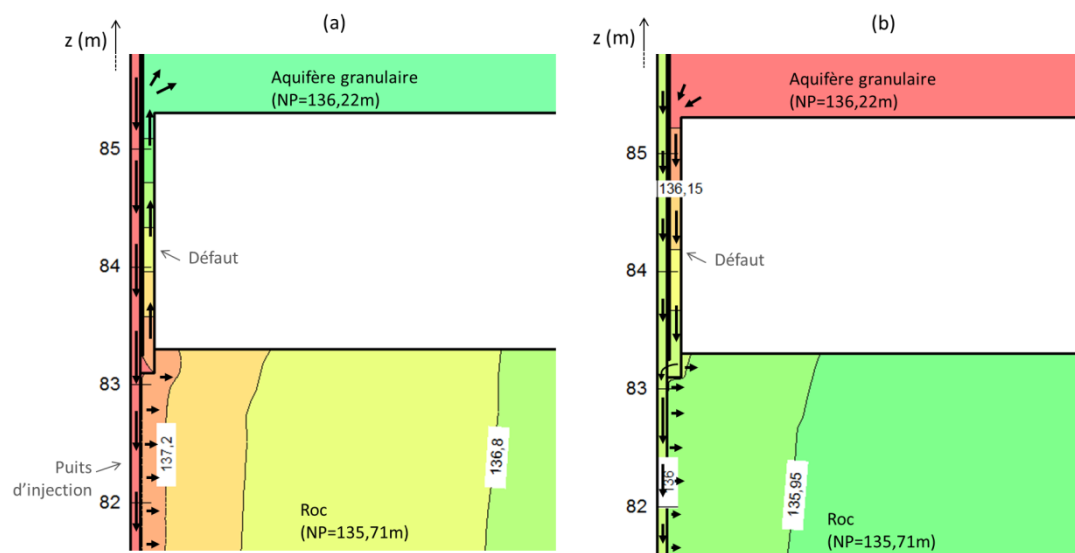 (a)
z (m)
Aquifère granulaire
(NP=136,22m)
85
84
Défaut
83
137,2
136,8
Puits
d'injection
82
Roc
(NP=135,71m)
(b)
z (m)
Aquifère granulaire
(NP=136,22m)
85
136,15
84
Défaut
83
136
135,95
82
Roc
(NP=135,71m)